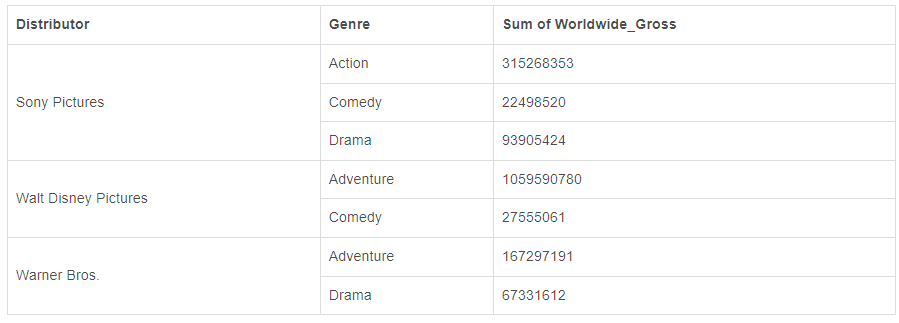 Distributor Genre Sum of Worldwide_Gross
Action 315268353
Sony Pictures Comedy 22498520
Drama 93905424
Adventure 1059590780
Walt Disney Pictures
Comedy 27555061
Adventure 167297191
Warner Bros.
Drama 67331612